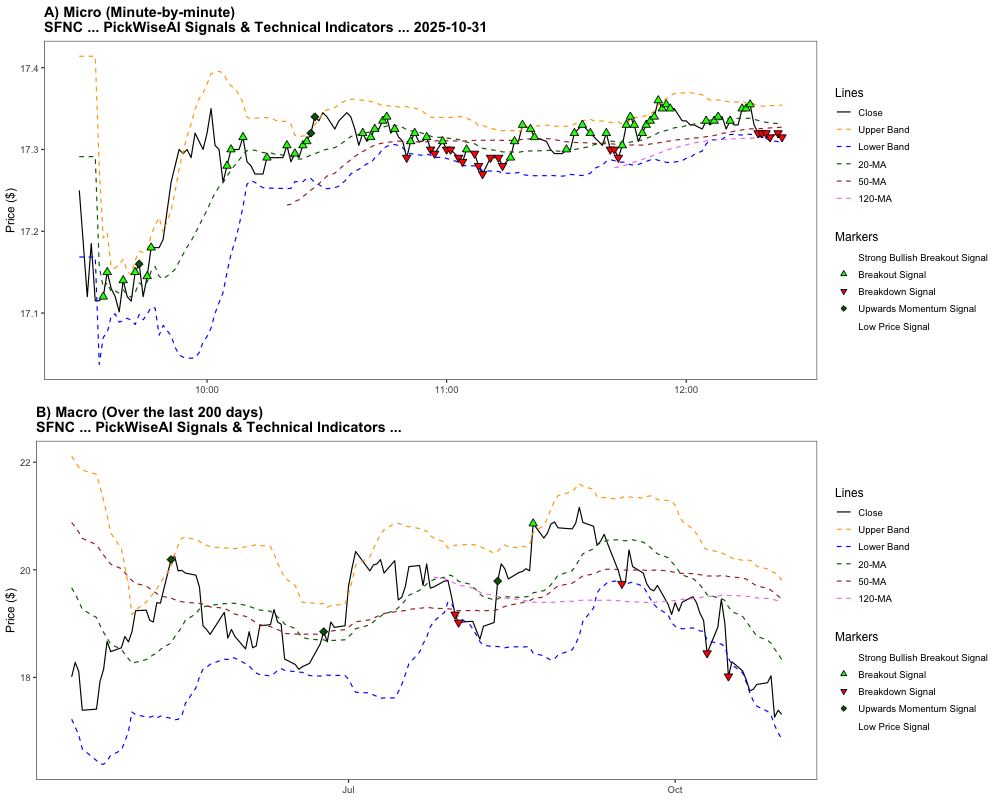 A) Micro (Minute-by-minute)
SFNC ... PickWiseAI Signals & Technical Indicators ... 2025-10-31
Price ($)
17.4
17.3
17.2
17.1
10:00
11:00
12:00
Lines
Close
Upper Band
Lower Band
20-MA
50-MA
120-MA
Markers
Strong Bullish Breakout Signal
Breakout Signal
Breakdown Signal
Upwards Momentum Signal
Low Price Signal
B) Macro (Over the last 200 days)
SFNC ... PickWiseAI Signals & Technical Indicators ...
Price ($)
22
20
18
Jul
Oct
Lines
Close
Upper Band
Lower Band
20-MA
50-MA
120-MA
Markers
Strong Bullish Breakout Signal
Breakout Signal
Breakdown Signal
Upwards Momentum Signal
Low Price Signal